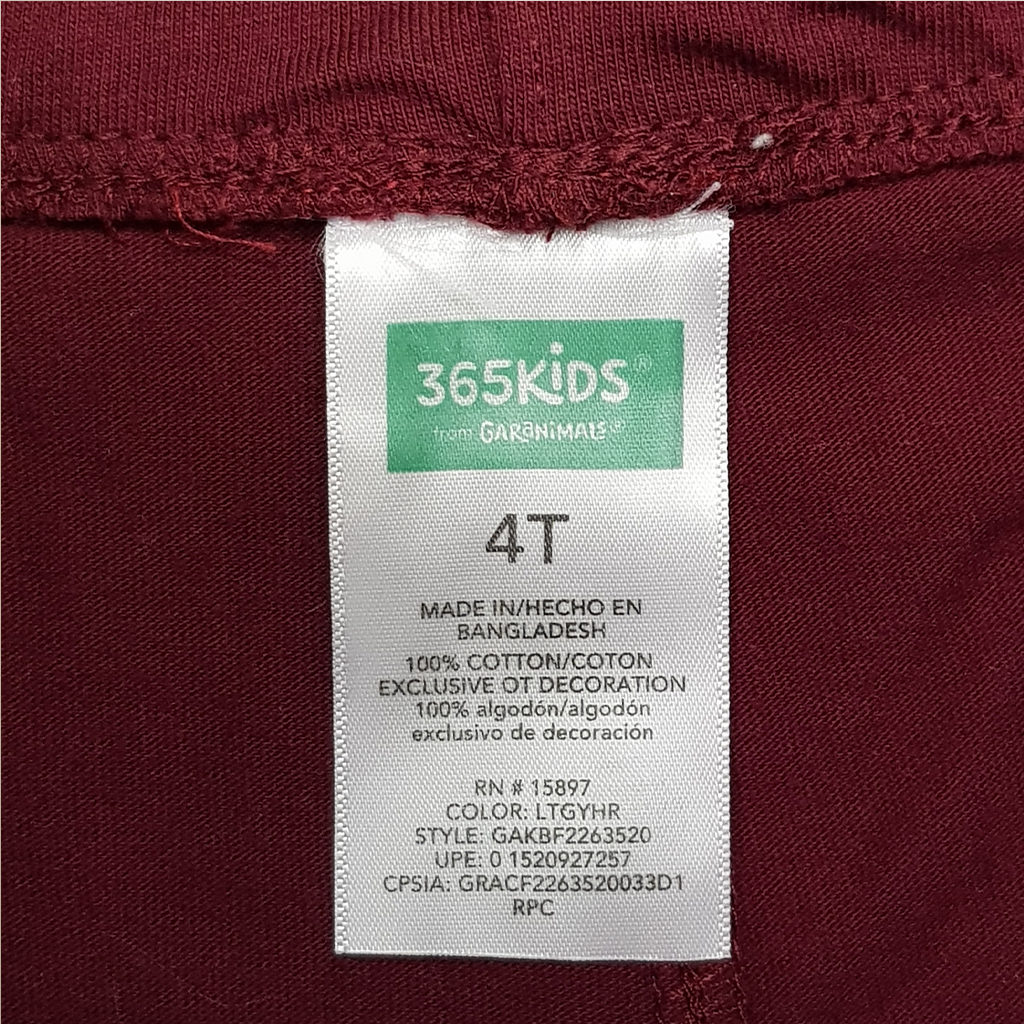 365KiDS®
from GARANiMALS®
4T
MADE IN/HECHO EN
BANGLADESH
100% COTTON/COTON
EXCLUSIVE OT DECORATION
100% algodón/algodón
exclusivo de decoración
RN # 15897
COLOR: LTGYHR
STYLE: GAKBF2263520
UPE: 0 1520927257
CPSIA: GRACF2263520033D1
RPC